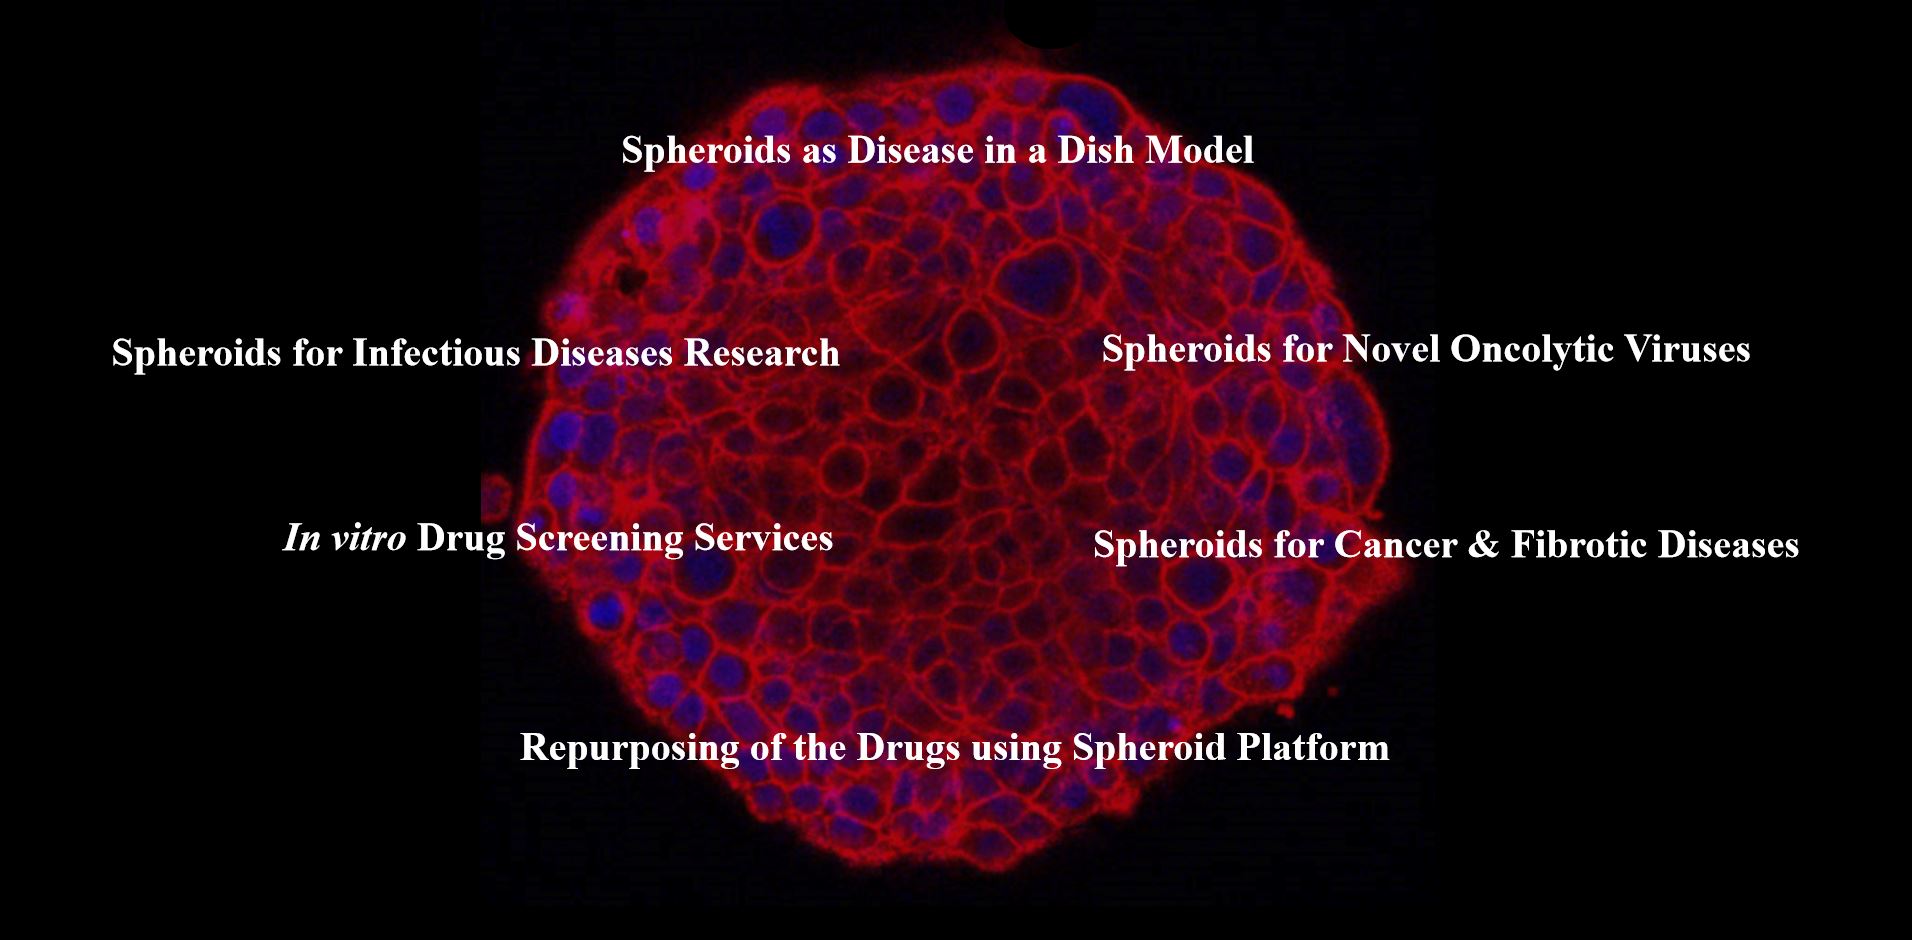 Spheroids as Disease in a Dish Model
Spheroids for Infectious Diseases Research
Spheroids for Novel Oncolytic Viruses
In vitro Drug Screening Services
Spheroids for Cancer & Fibrotic Diseases
Repurposing of the Drugs using Spheroid Platform